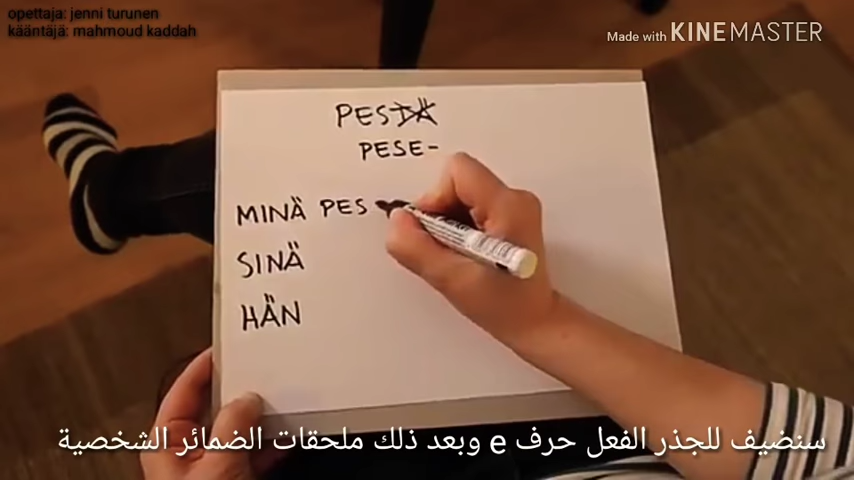 opettaja: jenni turunen
kääntäjä: mahmoud kaddah
Made with KINEMASTER
PESTÄ
PESE-
MINÄ PES
SINÄ
HÄN
سنضيف للجذر الفعل حرف e وبعد ذلك ملحقات الضمائر الشخصية